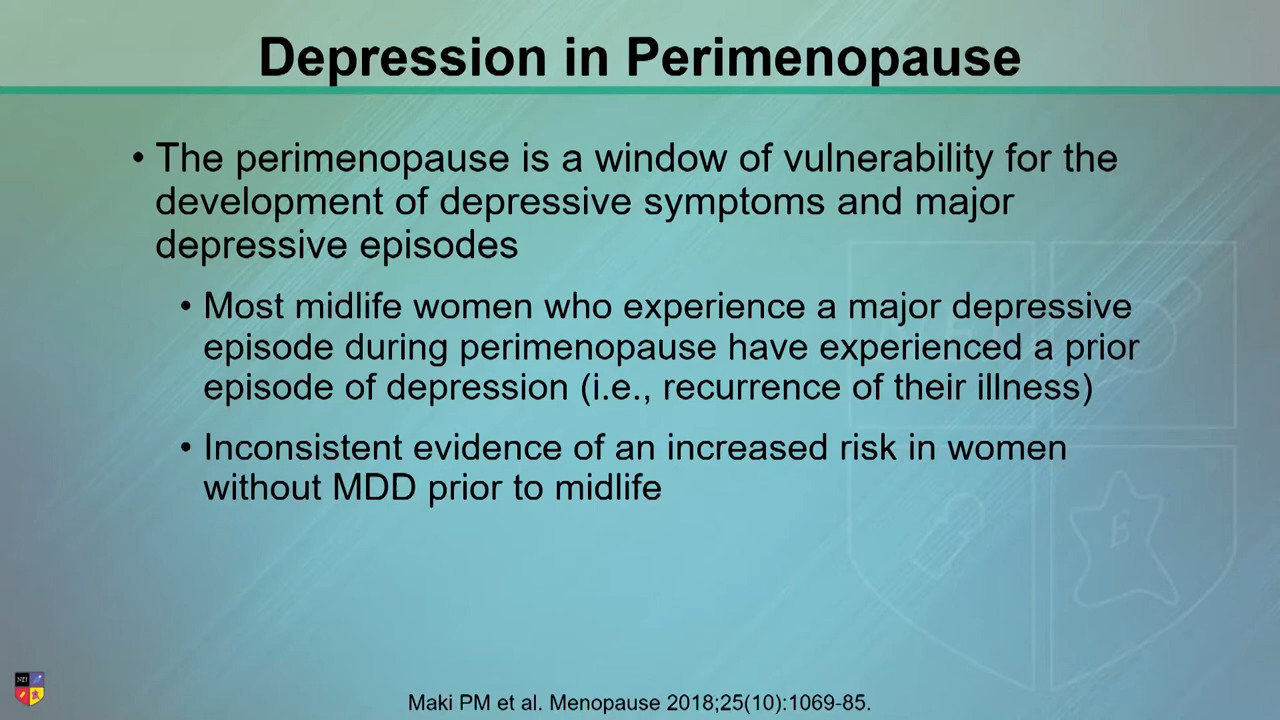 Depression in Perimenopause
• The perimenopause is a window of vulnerability for the
development of depressive symptoms and major
depressive episodes
• Most midlife women who experience a major depressive
episode during perimenopause have experienced a prior
episode of depression (i.e., recurrence of their illness)
• Inconsistent evidence of an increased risk in women
without MDD prior to midlife
NEI
Maki PM et al. Menopause 2018;25(10):1069-85.